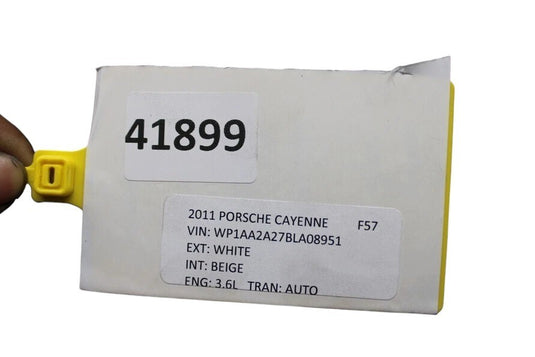 41899
2011 PORSCHE CAYENNE F57
VIN: WP1AA2A27BLA08951
EXT: WHITE
INT: BEIGE
ENG: 3.6L TRAN: AUTO